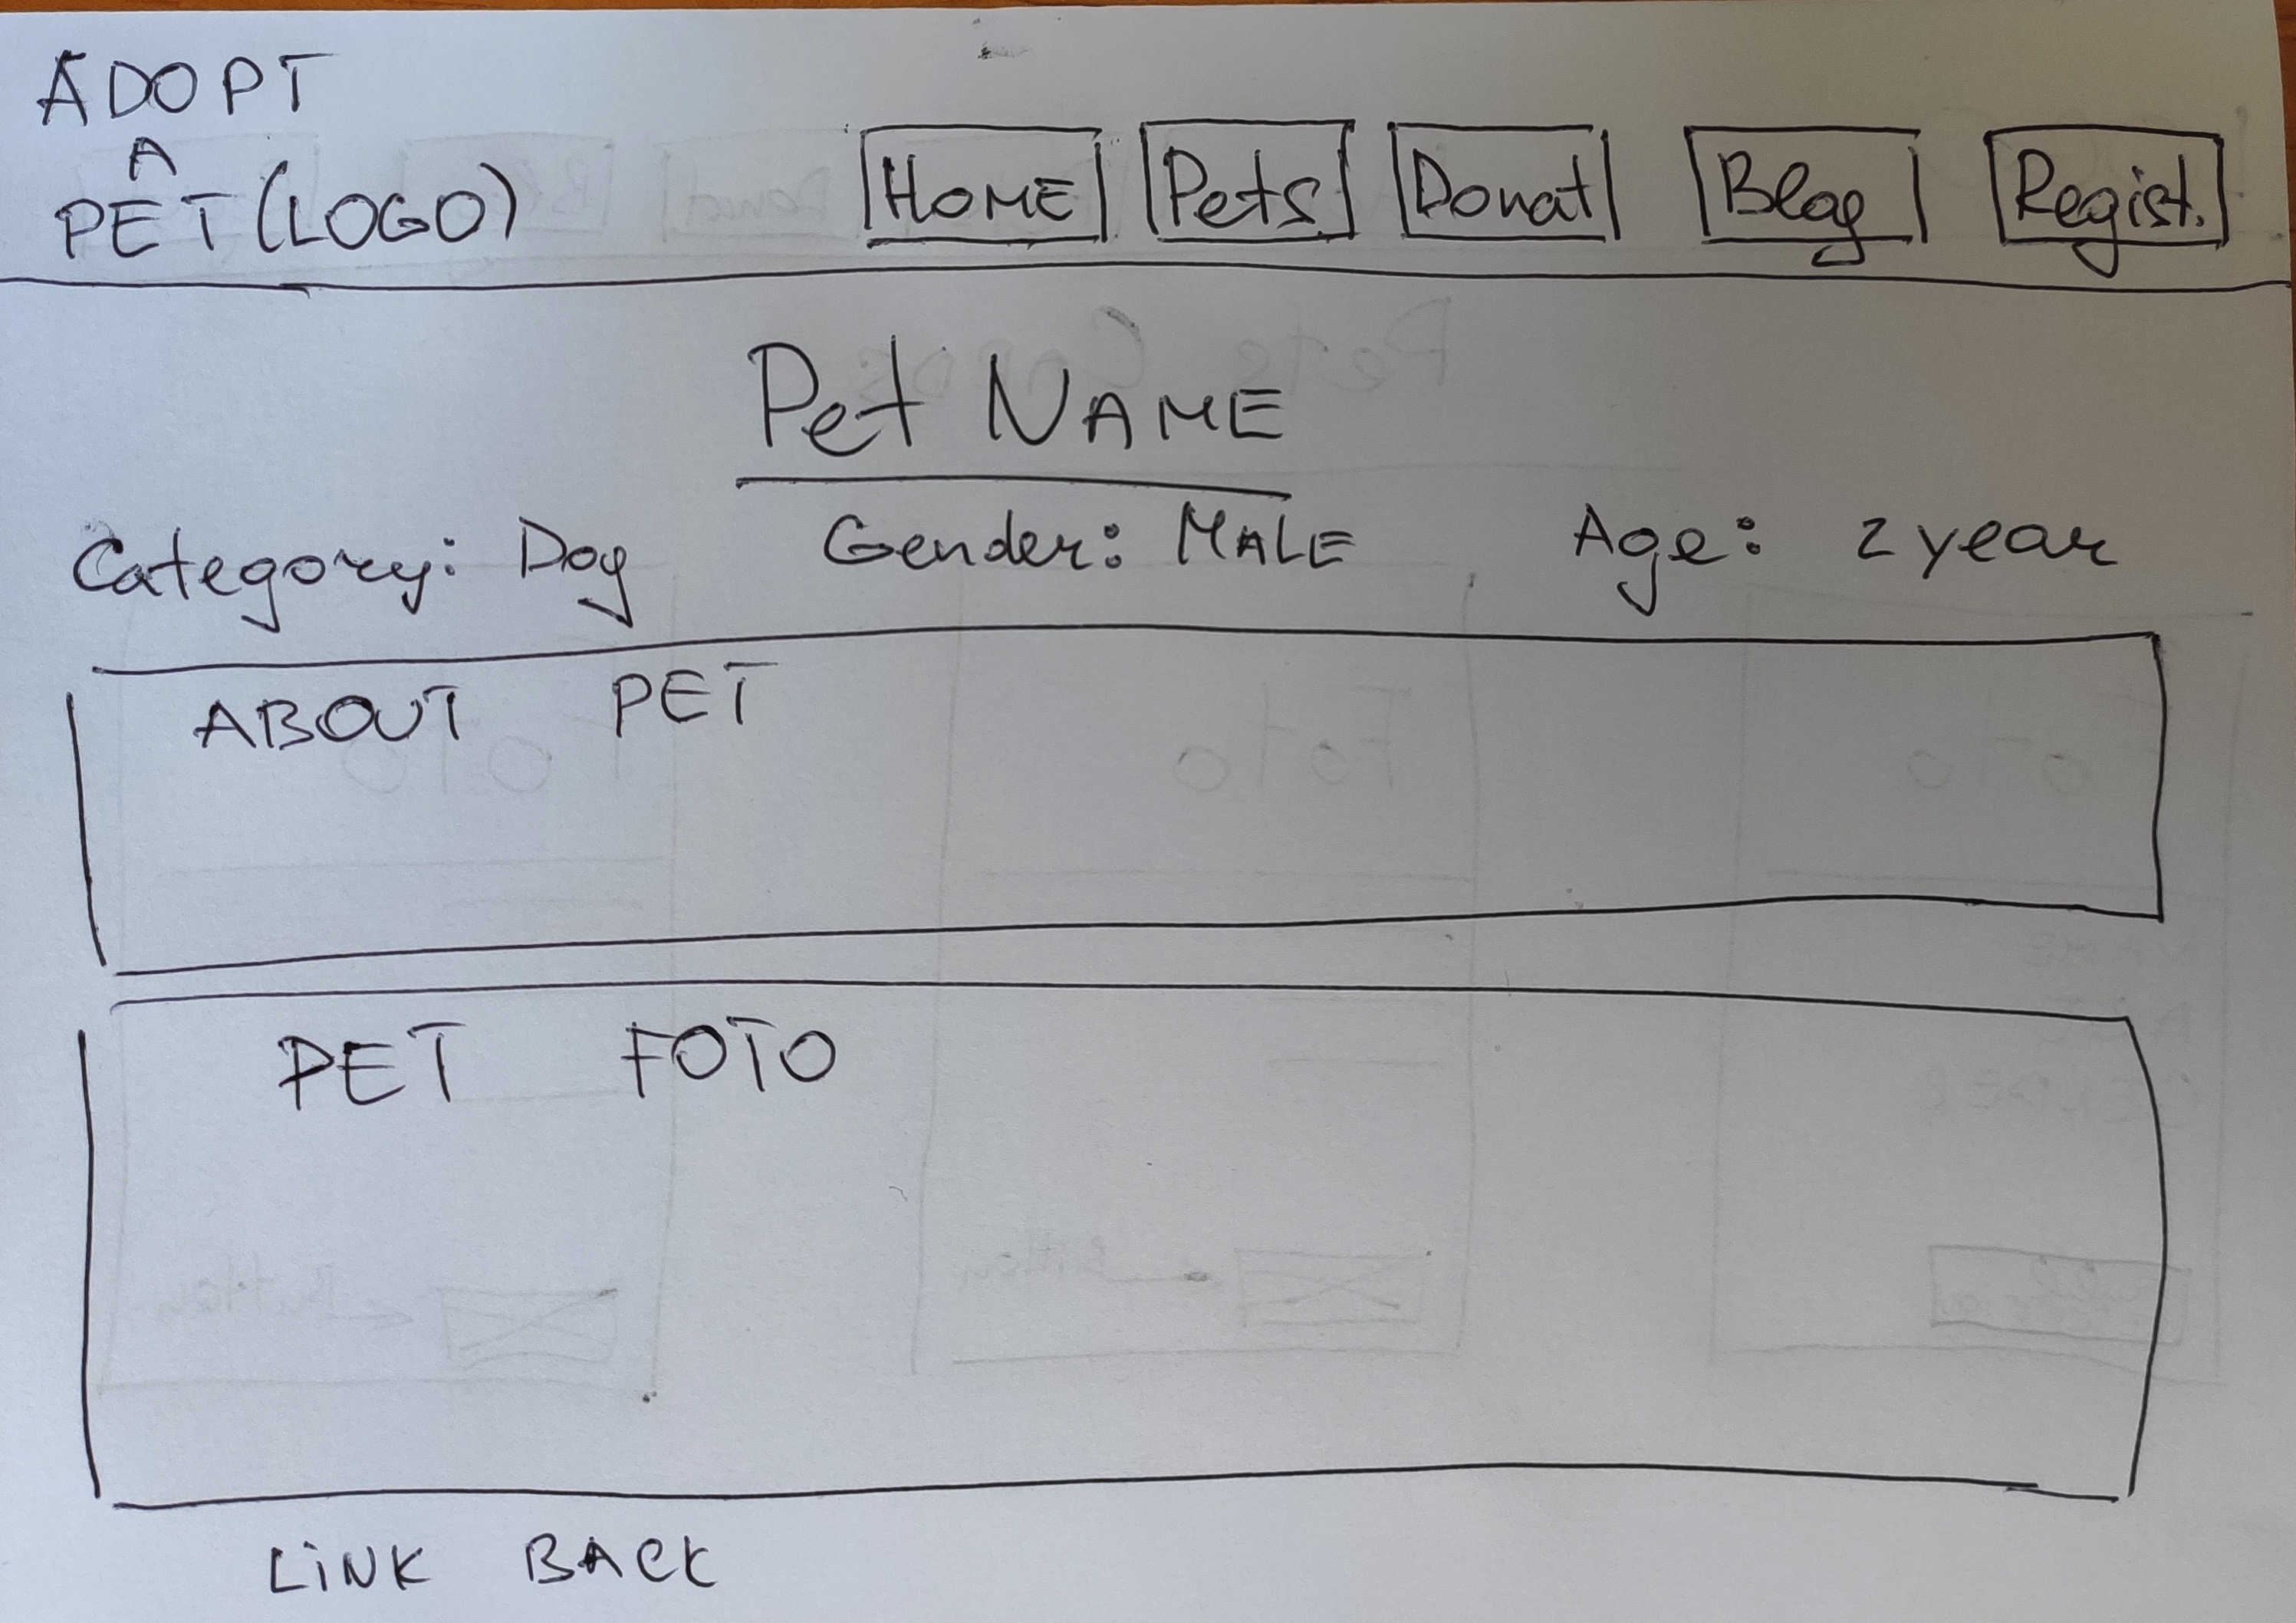 ADOPT
A
PET (LOGO)
HOME Pets Donat Blog Regist.
Pet NAME
Category: Dog Gender: MALE Age: 2 year
ABOUT PET
PET FOTO
LINK BACK